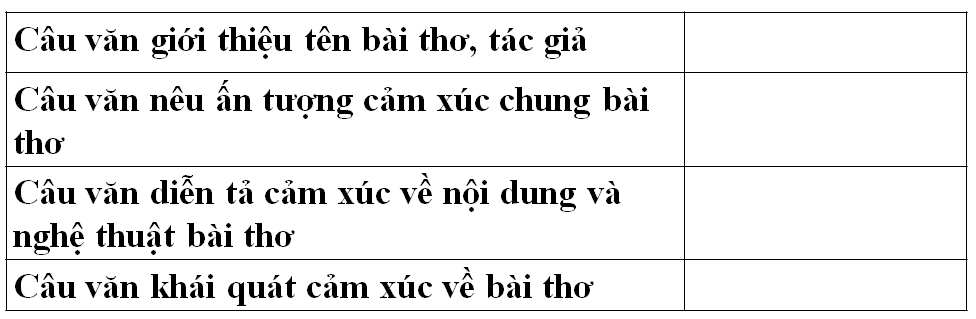 Câu văn giới thiệu tên bài thơ, tác giả
Câu văn nêu ấn tượng cảm xúc chung bài
thơ
Câu văn diễn tả cảm xúc về nội dung và
nghệ thuật bài thơ
Câu văn khái quát cảm xúc về bài thơ